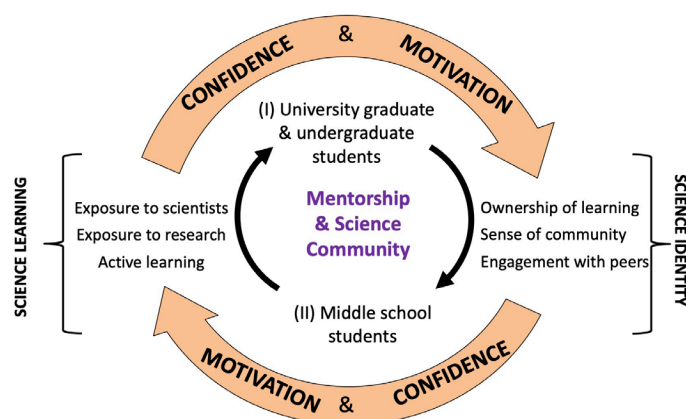 CONFIDENCE & MOTIVATION
(I) University graduate
& undergraduate
students
SCIENCE LEARNING
Exposure to scientists
Exposure to research
Active learning
Mentorship
& Science
Community
Ownership of learning
Sense of community
Engagement with peers
SCIENCE IDENTITY
(II) Middle school
students
MOTIVATION & CONFIDENCE